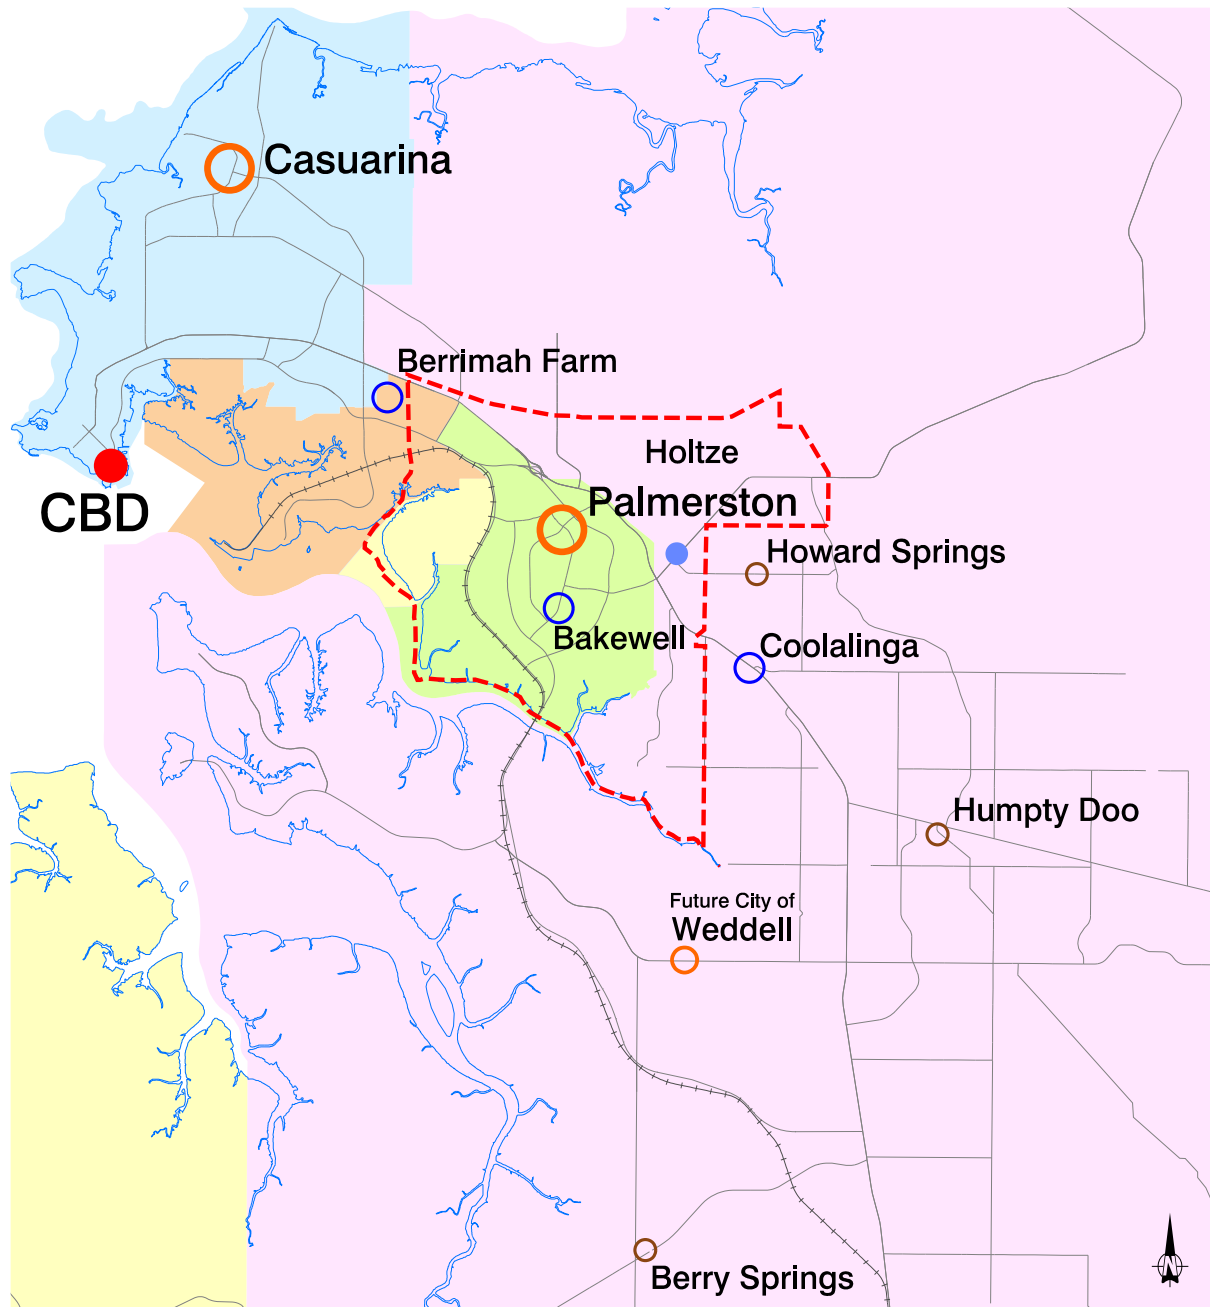 Casuarina
Berrimah Farm
Holtze
Palmerston
CBD
Howard Springs
Bakewell
Coolalinga
Humpty Doo
Future City of
Weddell
Berry Springs
N